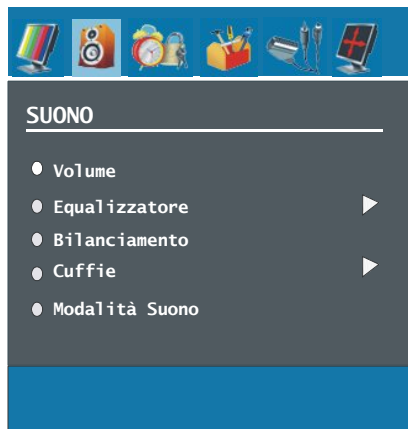 SUONO
Volume
Equalizzatore
Bilanciamento
Cuffie
Modalità Suono